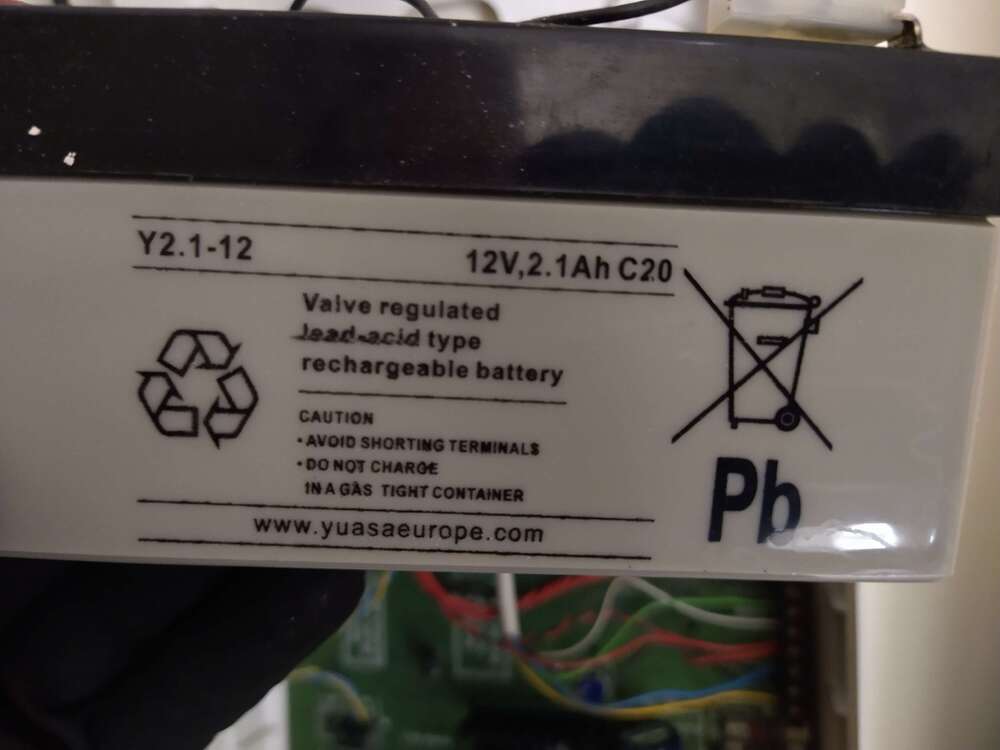 Y2.1-12
12V,2.1Ah C20
Valve regulated
lead-acid type
rechargeable battery
CAUTION
·AVOID SHORTING TERMINALS
·DO NOT CHARGE
IN A GAS TIGHT CONTAINER
www.yuasaeurope.com
Pb